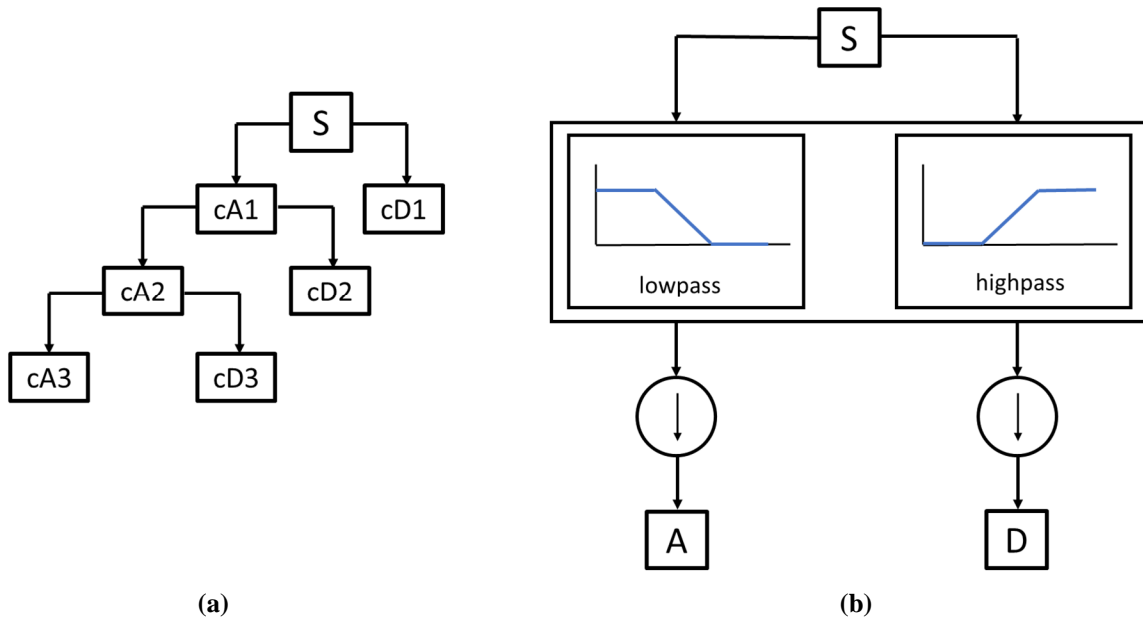 S
cA1
cD1
cA2
cD2
cA3
cD3
(a)
S
lowpass
highpass
A
D
(b)